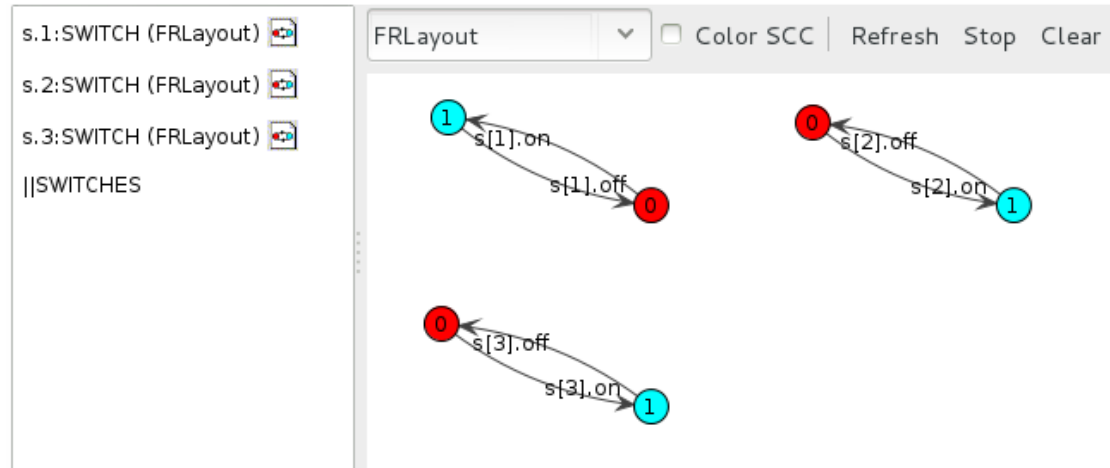 s.1:SWITCH (FRLayout)
s.2:SWITCH (FRLayout)
s.3:SWITCH (FRLayout)
||SWITCHES
FRLayout Color SCC Refresh Stop Clear
1
s[1].on
s[1].off
0
0
s[2].off
s[2].on
1
0
s[3].off
s[3].on
1